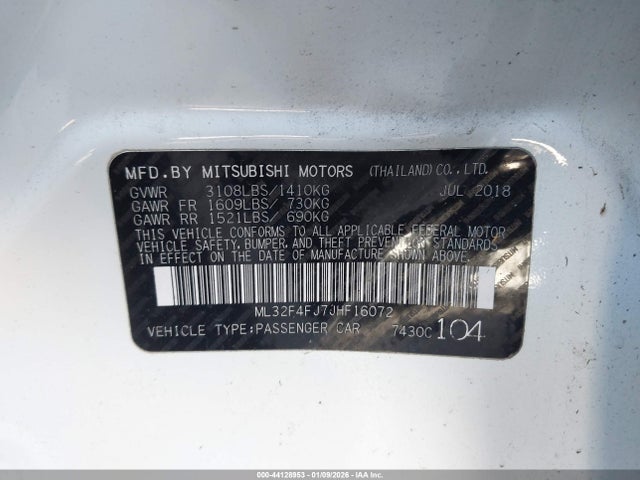 MFD.BY MITSUBISHI MOTORS (THAILAND)CO.,LTD.
GVWR 3108LBS/1410KG JUL 2018
GAWR FR 1609LBS/ 730KG
GAWR RR 1521LBS/ 690KG
THIS VEHICLE CONFORMS TO ALL APPLICABLE FEDERAL MOTOR
VEHICLE SAFETY, BUMPER, AND THEFT PREVENTION STANDARDS
IN EFFECT ON THE DATE OF MANUFACTURE SHOWN ABOVE.
ML32F4FJ7JHF16072
VEHICLE TYPE:PASSENGER CAR 7430C 104
000-44128953 - 01/09/2026 - IAAI.COM